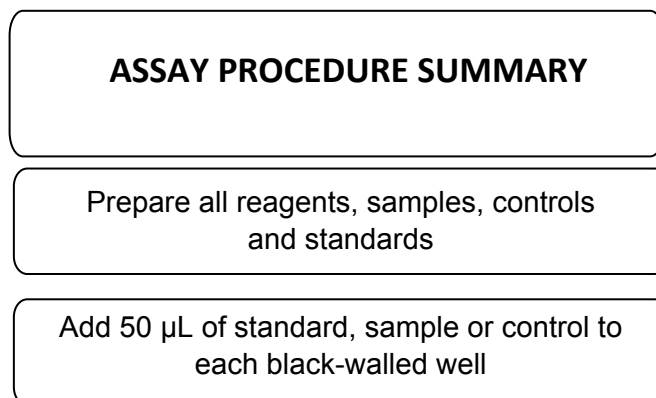 ASSAY PROCEDURE SUMMARY
Prepare all reagents, samples, controls
and standards
Add 50 µL of standard, sample or control to
each black-walled well